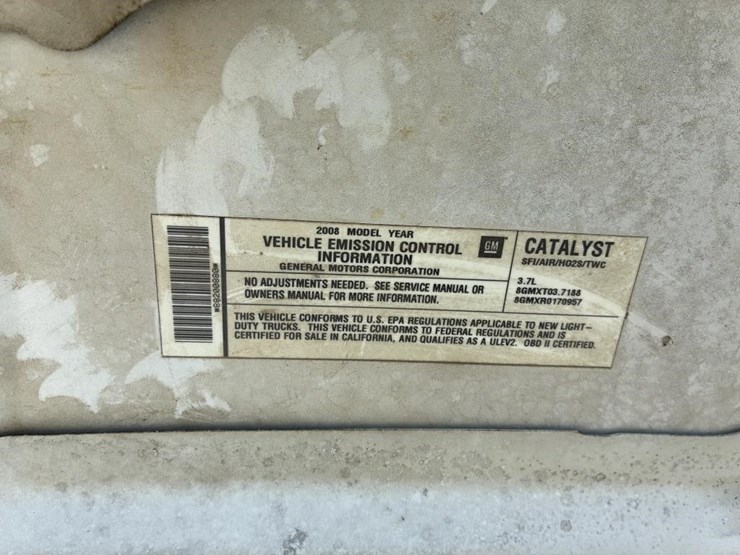 2008 MODEL YEAR
VEHICLE EMISSION CONTROL
INFORMATION
GENERAL MOTORS CORPORATION
GM
CATALYST
SFI/AIR/HO2S/TWC
NO ADJUSTMENTS NEEDED. SEE SERVICE MANUAL OR
OWNERS MANUAL FOR MORE INFORMATION.
3.7L
8GMXT03.7188
8GMXR0170957
THIS VEHICLE CONFORMS TO U.S. EPA REGULATIONS APPLICABLE TO NEW LIGHT-
DUTY TRUCKS. THIS VEHICLE CONFORMS TO FEDERAL REGULATIONS AND IS
CERTIFIED FOR SALE IN CALIFORNIA, AND QUALIFIES AS A ULEV2. OBD II CERTIFIED.